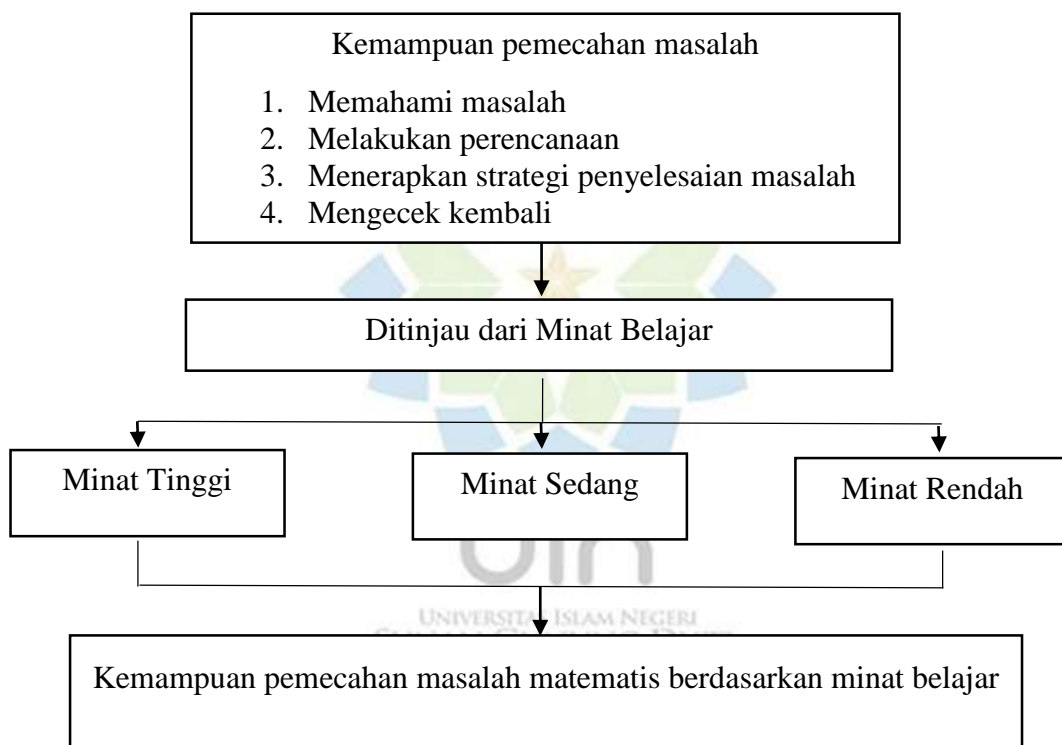 Kemampuan pemecahan masalah
1. Memahami masalah
2. Melakukan perencanaan
3. Menerapkan strategi penyelesaian masalah
4. Mengecek kembali
Ditinjau dari Minat Belajar
Minat Tinggi
Minat Sedang
Minat Rendah
uin
UNIVERSITAS ISLAM NEGERI
Kemampuan pemecahan masalah matematis berdasarkan minat belajar